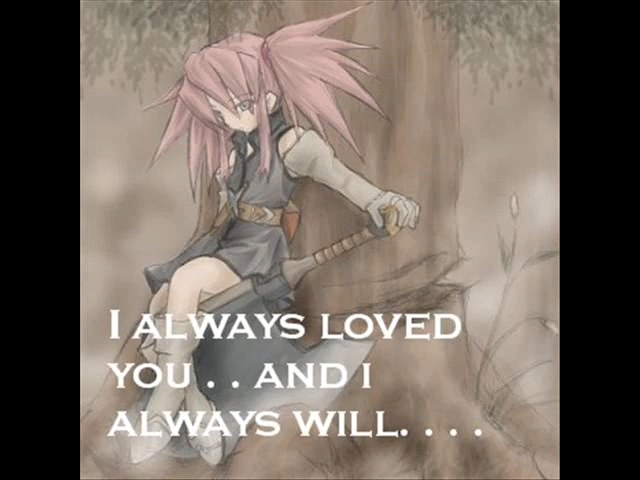 I ALWAYS LOVED
YOU . . AND I
ALWAYS WILL. . . .